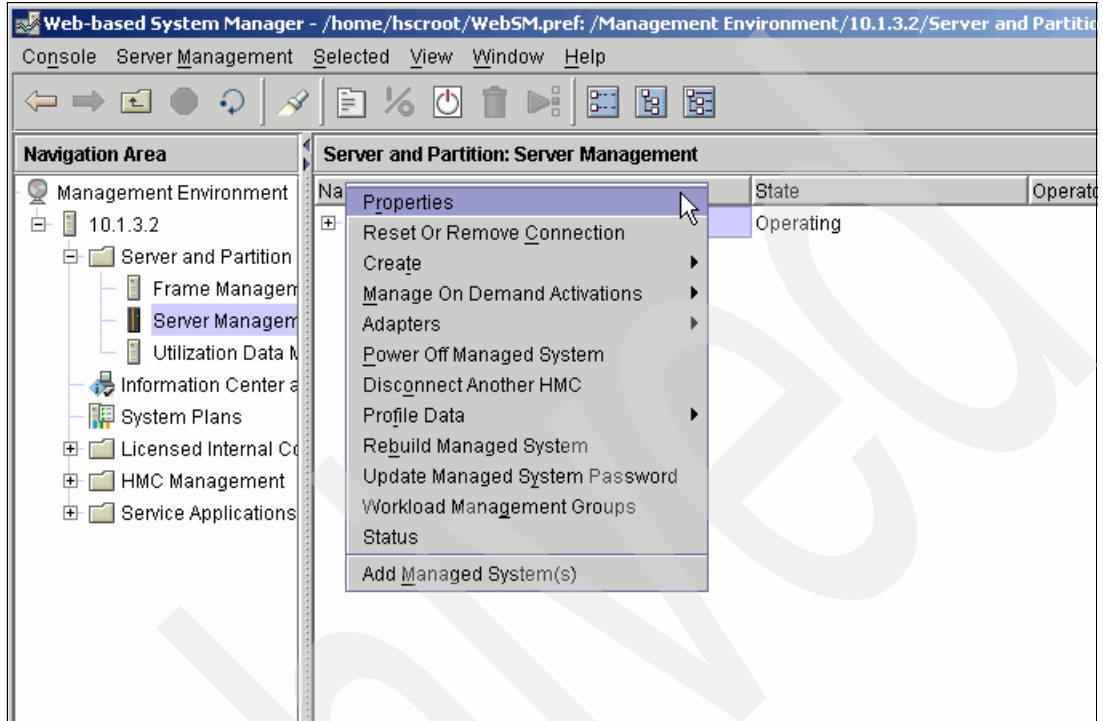 Web-based System Manager - /home/hscroot/WebSM.pref: /Management Environment/10.1.3.2/Server and Partitio
Console Server Management Selected View Window Help
Navigation Area
Server and Partition: Server Management
Na State Operato
Management Environment
10.1.3.2
Server and Partition
Frame Managem
Server Managem
Utilization Data M
Information Center a
System Plans
Licensed Internal Co
HMC Management
Service Applications
Operating
Properties
Reset Or Remove Connection
Create
Manage On Demand Activations
Adapters
Power Off Managed System
Disconnect Another HMC
Profile Data
Rebuild Managed System
Update Managed System Password
Workload Management Groups
Status
Add Managed System(s)